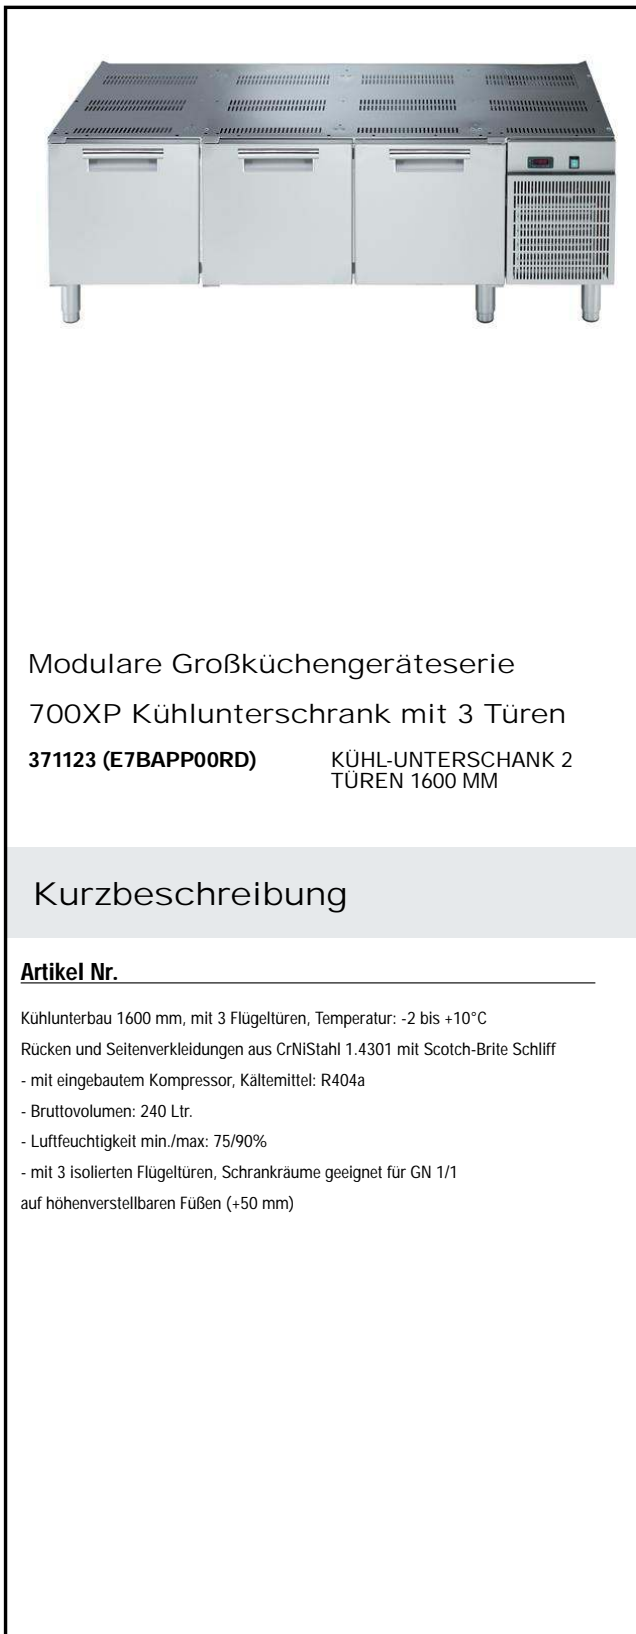 Modulare Großküchengeräteserie
700XP Kühlunterschrank mit 3 Türen
371123 (E7BAPP00RD) KÜHL-UNTERSCHANK 2
TÜREN 1600 MM
Kurzbeschreibung
Artikel Nr.
Kühlunterbau 1600 mm, mit 3 Flügeltüren, Temperatur: -2 bis +10°C
Rücken und Seitenverkleidungen aus CrNiStahl 1.4301 mit Scotch-Brite Schliff
- mit eingebautem Kompressor, Kältemittel: R404a
- Bruttovolumen: 240 Ltr.
- Luftfeuchtigkeit min./max: 75/90%
- mit 3 isolierten Flügeltüren, Schrankräume geeignet für GN 1/1
auf höhenverstellbaren Füßen (+50 mm)